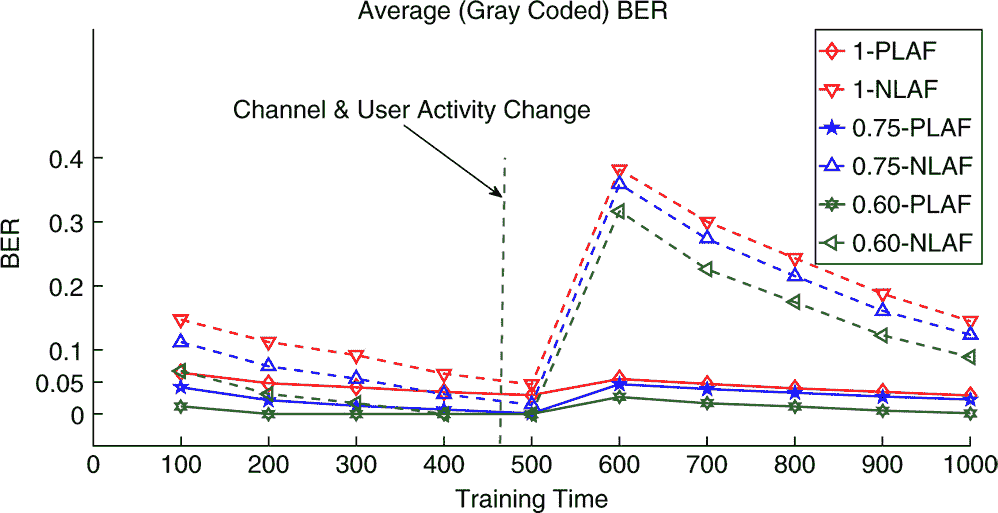 Average (Gray Coded) BER
1-PLAF
1-NLAF
0.75-PLAF
0.75-NLAF
0.60-PLAF
0.60-NLAF
Channel & User Activity Change
BER
0.4
0.3
0.2
0.1
0.05
0
0 100 200 300 400 500 600 700 800 900 1000
Training Time